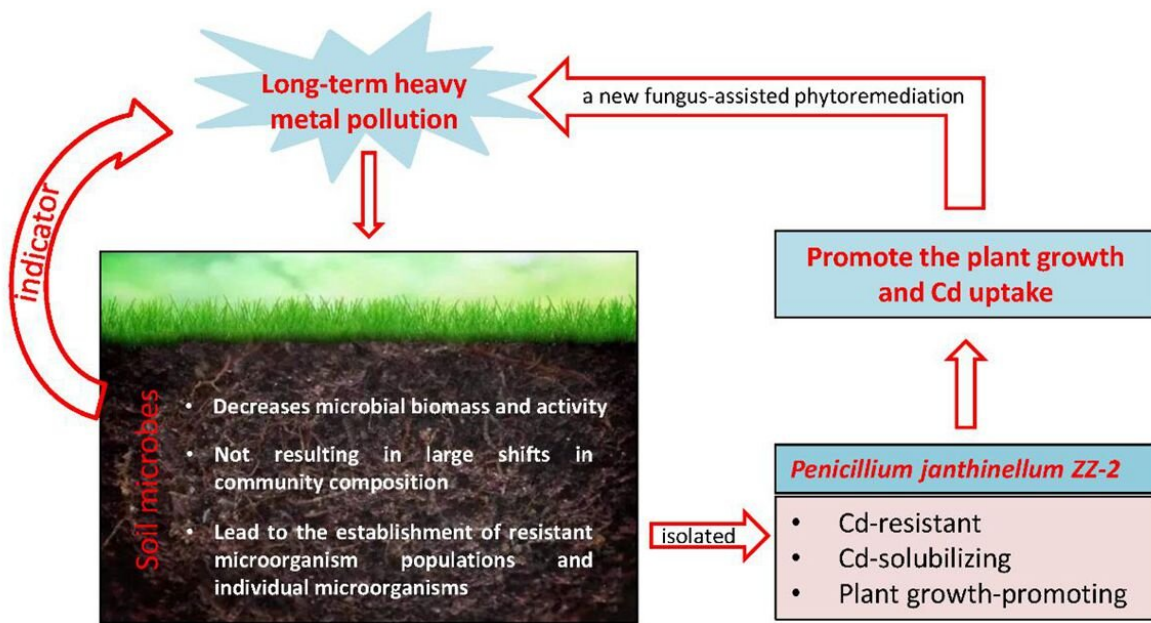 Long-term heavy
metal pollution
a new fungus-assisted phytoremediation
indicator
Promote the plant growth
and Cd uptake
Soil microbes
• Decreases microbial biomass and activity
• Not resulting in large shifts in
community composition
• Lead to the establishment of resistant
microorganism populations and
individual microorganisms
isolated
Penicillium janthinellum ZZ-2
• Cd-resistant
• Cd-solubilizing
• Plant growth-promoting